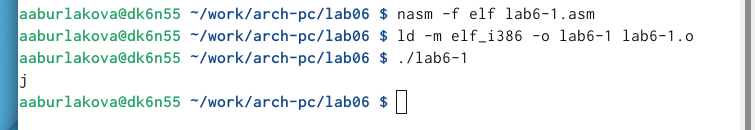 aaburlakova@dk6n55 ~/work/arch-pc/lab06 $ nasm -f elf lab6-1.asm
aaburlakova@dk6n55 ~/work/arch-pc/lab06 $ ld -m elf_i386 -o lab6-1 lab6-1.o
aaburlakova@dk6n55 ~/work/arch-pc/lab06 $ ./lab6-1
j
aaburlakova@dk6n55 ~/work/arch-pc/lab06 $